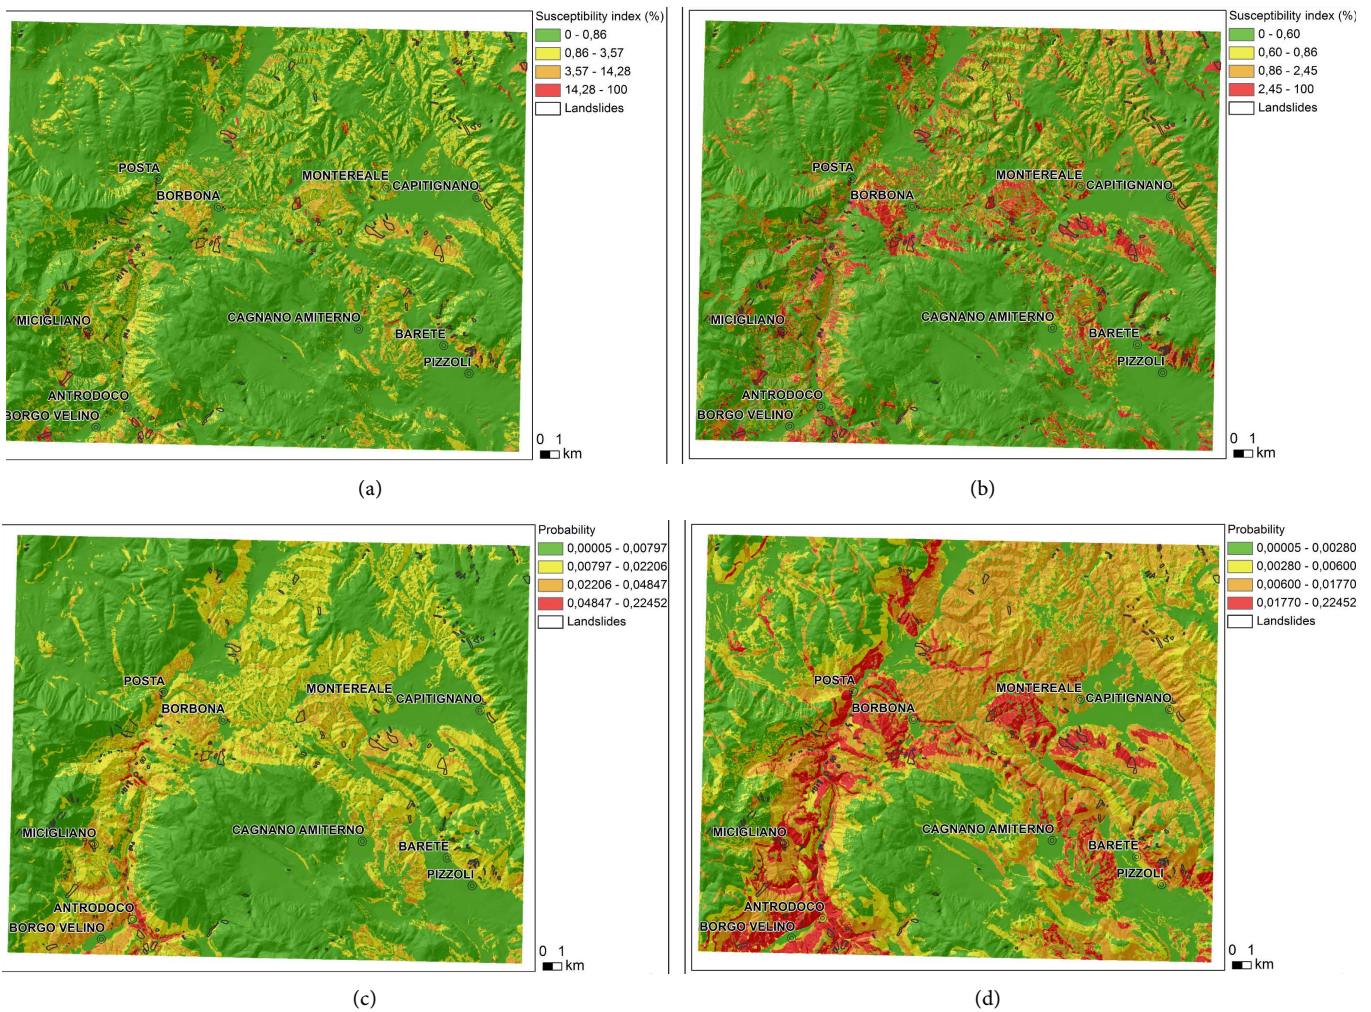 Susceptibility index (%)
0 - 0,86
0,86 - 3,57
3,57 - 14,28
14,28 - 100
Landslides
POSTA
BORBONA
MONTEREALE
CAPITIGNANO
MICIGLIANO
CAGNANO AMITERNO
BARETE
PIZZOLI
ANTRODOCO
BORGO VELINO
0 1
km
(a)
Susceptibility index (%)
0 - 0,60
0,60 - 0,86
0,86 - 2,45
2,45 - 100
Landslides
POSTA
BORBONA
MONTEREALE
CAPITIGNANO
MICIGLIANO
CAGNANO AMITERNO
BARETE
PIZZOLI
ANTRODOCO
BORGO VELINO
0 1
km
(b)
Probability
0,00005 - 0,00797
0,00797 - 0,02206
0,02206 - 0,04847
0,04847 - 0,22452
Landslides
POSTA
BORBONA
MONTEREALE
CAPITIGNANO
MICIGLIANO
CAGNANO AMITERNO
BARETE
PIZZOLI
ANTRODOCO
BORGO VELINO
0 1
km
(c)
Probability
0,00005 - 0,00280
0,00280 - 0,00600
0,00600 - 0,01770
0,01770 - 0,22452
Landslides
POSTA
BORBONA
MONTEREALE
CAPITIGNANO
MICIGLIANO
CAGNANO AMITERNO
BARETE
PIZZOLI
ANTRODOCO
BORGO VELINO
0 1
km
(d)